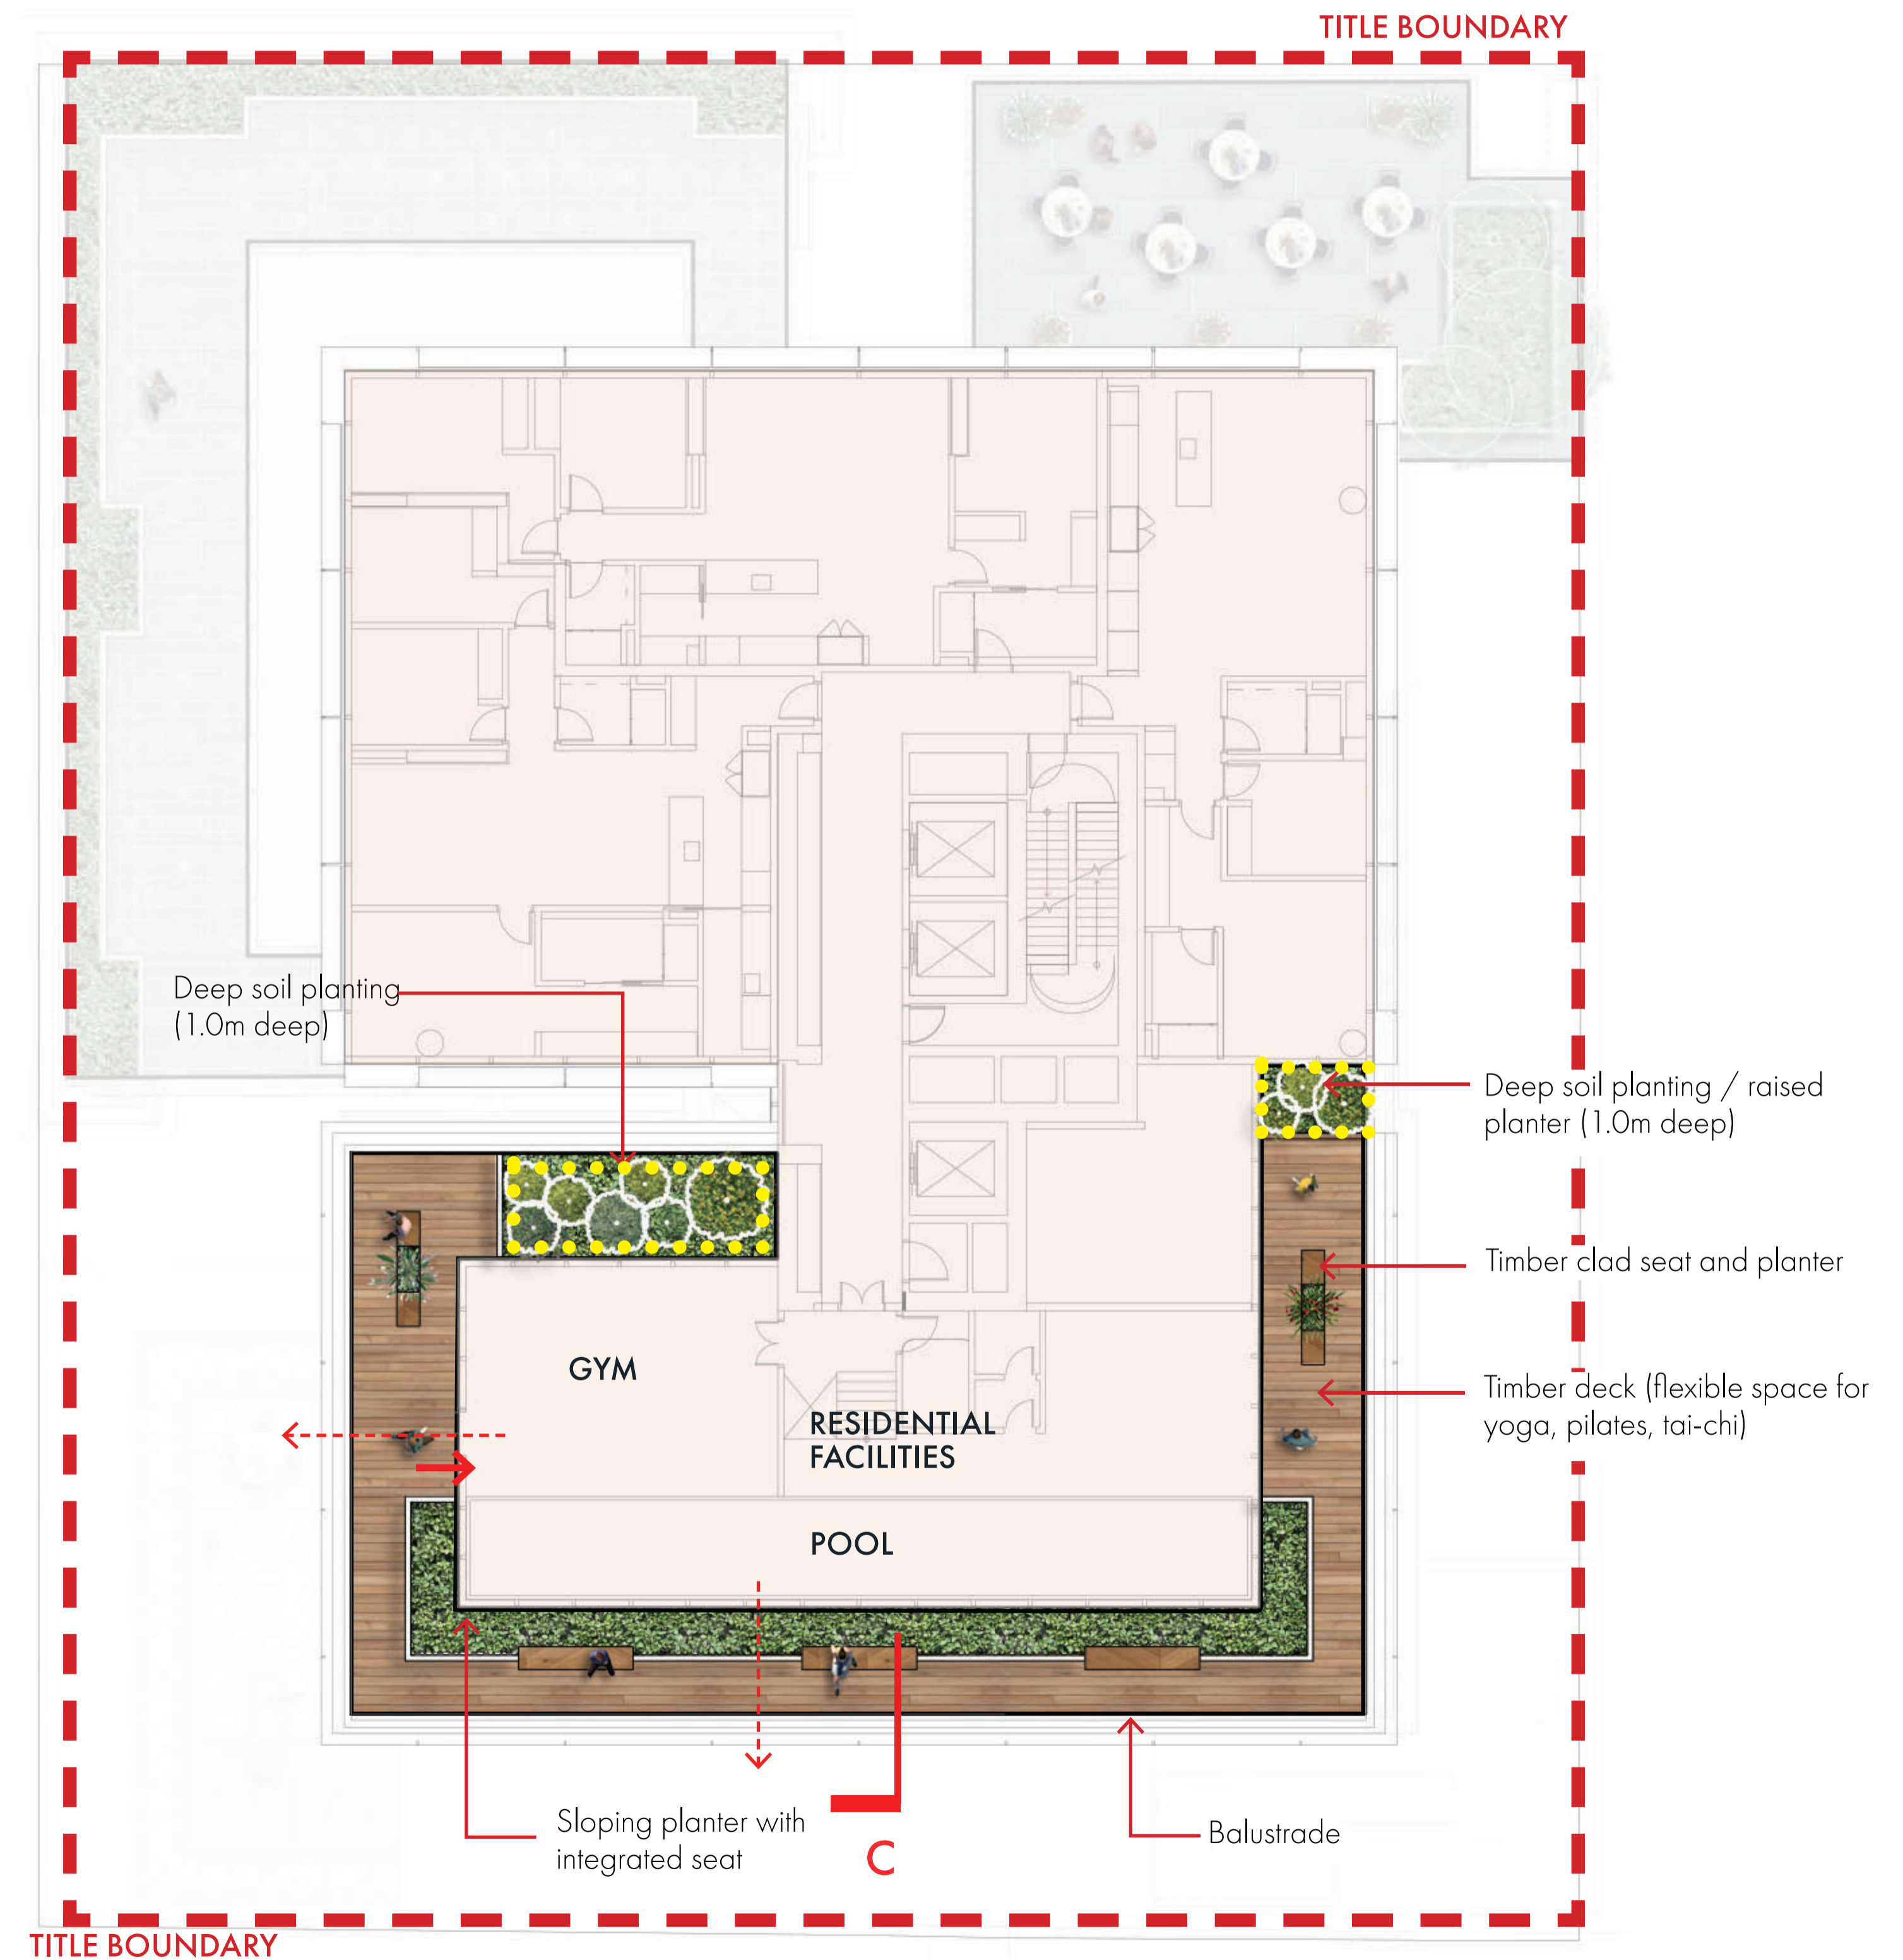 TITLE BOUNDARY
Deep soil planting
(1.0m deep)
Deep soil planting / raised
planter (1.0m deep)
Timber clad seat and planter
Timber deck (flexible space for
yoga, pilates, tai-chi)
GYM
RESIDENTIAL
FACILITIES
POOL
Sloping planter with
integrated seat
C
Balustrade
TITLE BOUNDARY